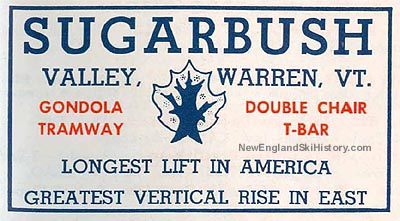 SUGARBUSH
VALLEY, WARREN, VT.
GONDOLA
TRAMWAY
DOUBLE CHAIR
T-BAR
NewEnglandSkiHistory.com
LONGEST LIFT IN AMERICA
GREATEST VERTICAL RISE IN EAST